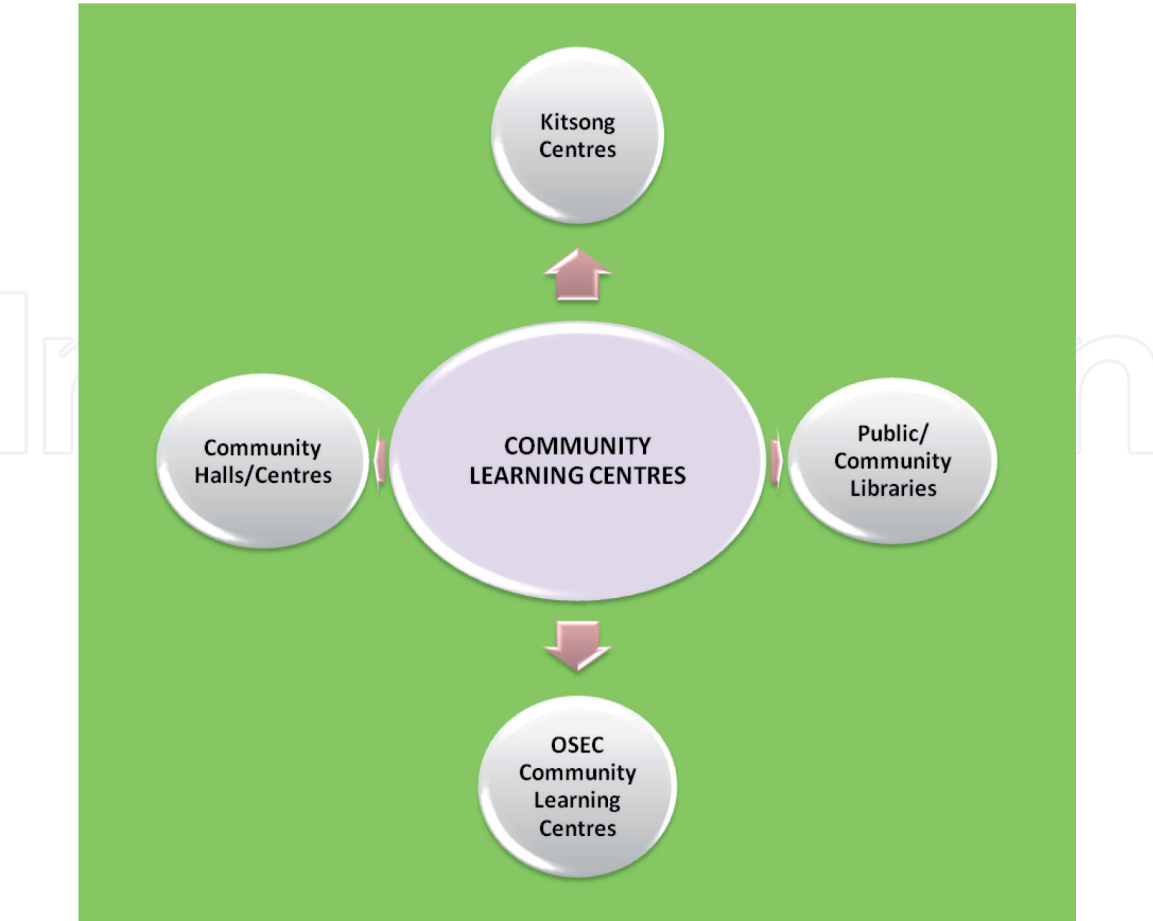 Kitsong
Centres
Community
Halls/Centres
COMMUNITY
LEARNING CENTRES
Public/
Community
Libraries
OSEC
Community
Learning
Centres